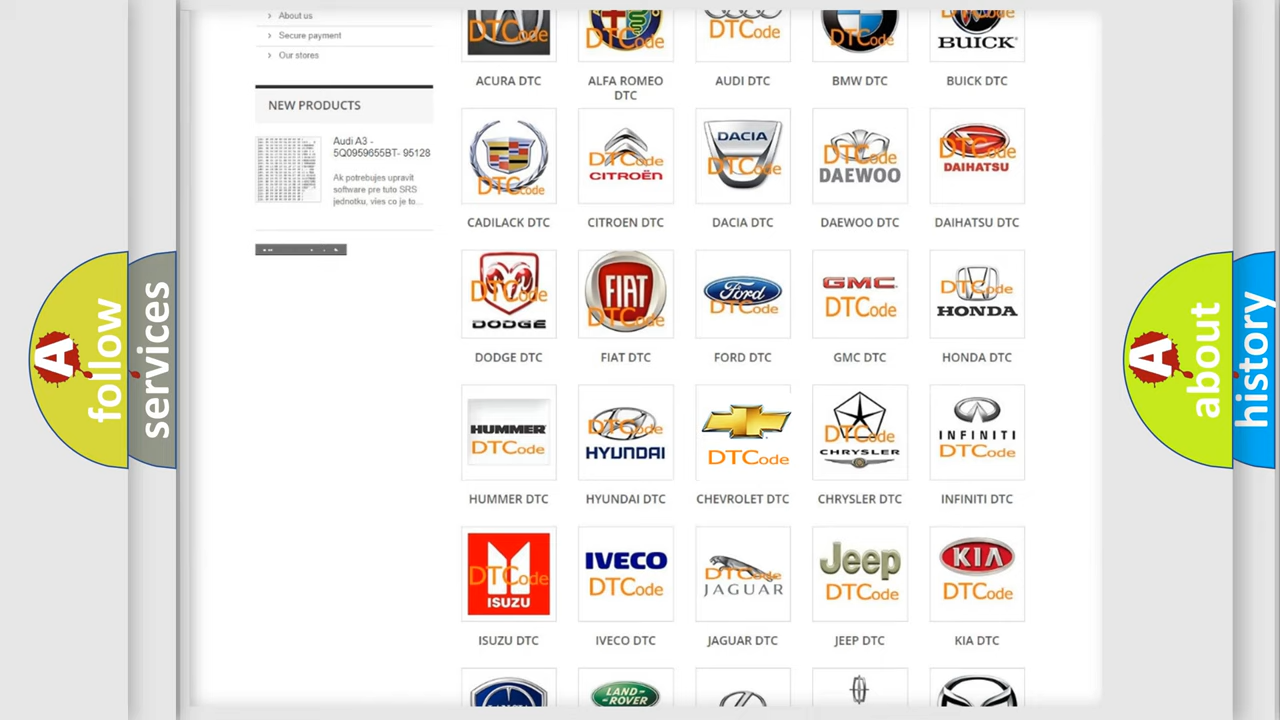 About us
Secure payment
Our stores
NEW PRODUCTS
Audi A3 -
5Q0959655BT- 95128
Ak potrebujes upravit
software pre tuto SRS
jednotku, vies co je to...
DTCode
DTCode
DTCode
DTCode
BUICK
ACURA DTC
ALFA ROMEO
DTC
AUDI DTC
BMW DTC
BUICK DTC
DTCode
DTCode
CITROËN
DACIA
DTCode
DTCode
DAEWOO
DTCode
DAIHATSU
CADILACK DTC
CITROEN DTC
DACIA DTC
DAEWOO DTC
DAIHATSU DTC
DTCode
DODGE
FIAT
DTCode
Ford
DTCode
GMC
DTCode
DTCode
HONDA
DODGE DTC
FIAT DTC
FORD DTC
GMC DTC
HONDA DTC
HUMMER
DTCode
DTCode
HYUNDAI
DTCode
DTCode
CHRYSLER
INFINITI
DTCode
HUMMER DTC
HYUNDAI DTC
CHEVROLET DTC
CHRYSLER DTC
INFINITI DTC
DTCode
ISUZU
IVECO
DTCode
DTCode
JAGUAR
Jeep
DTCode
KIA
DTCode
ISUZU DTC
IVECO DTC
JAGUAR DTC
JEEP DTC
KIA DTC
LAND-
ROVER
A follow
services
A about
history